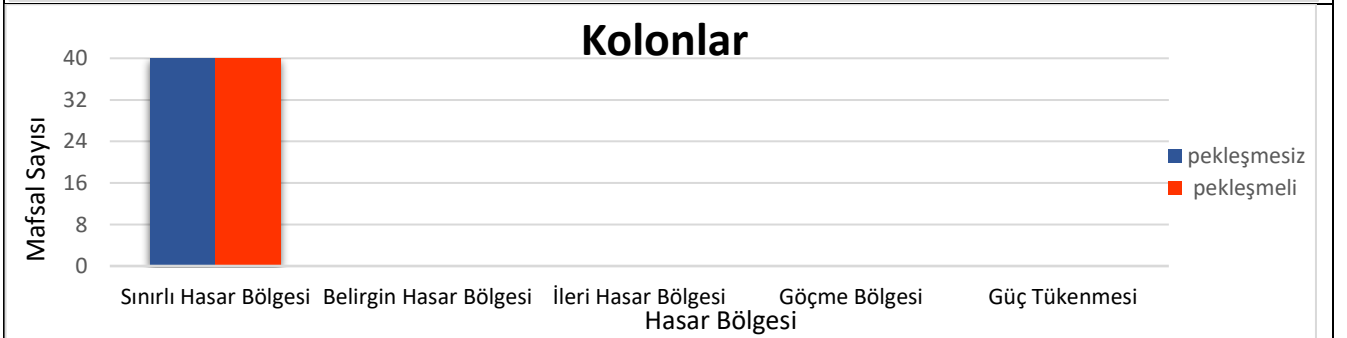 Kolonlar
40
32
24
16
8
0
Mafsal Sayısı
Sınırlı Hasar Bölgesi Belirgin Hasar Bölgesi İleri Hasar Bölgesi Göçme Bölgesi Güç Tükenmesi
Hasar Bölgesi
pekleşmesiz
pekleşmeli